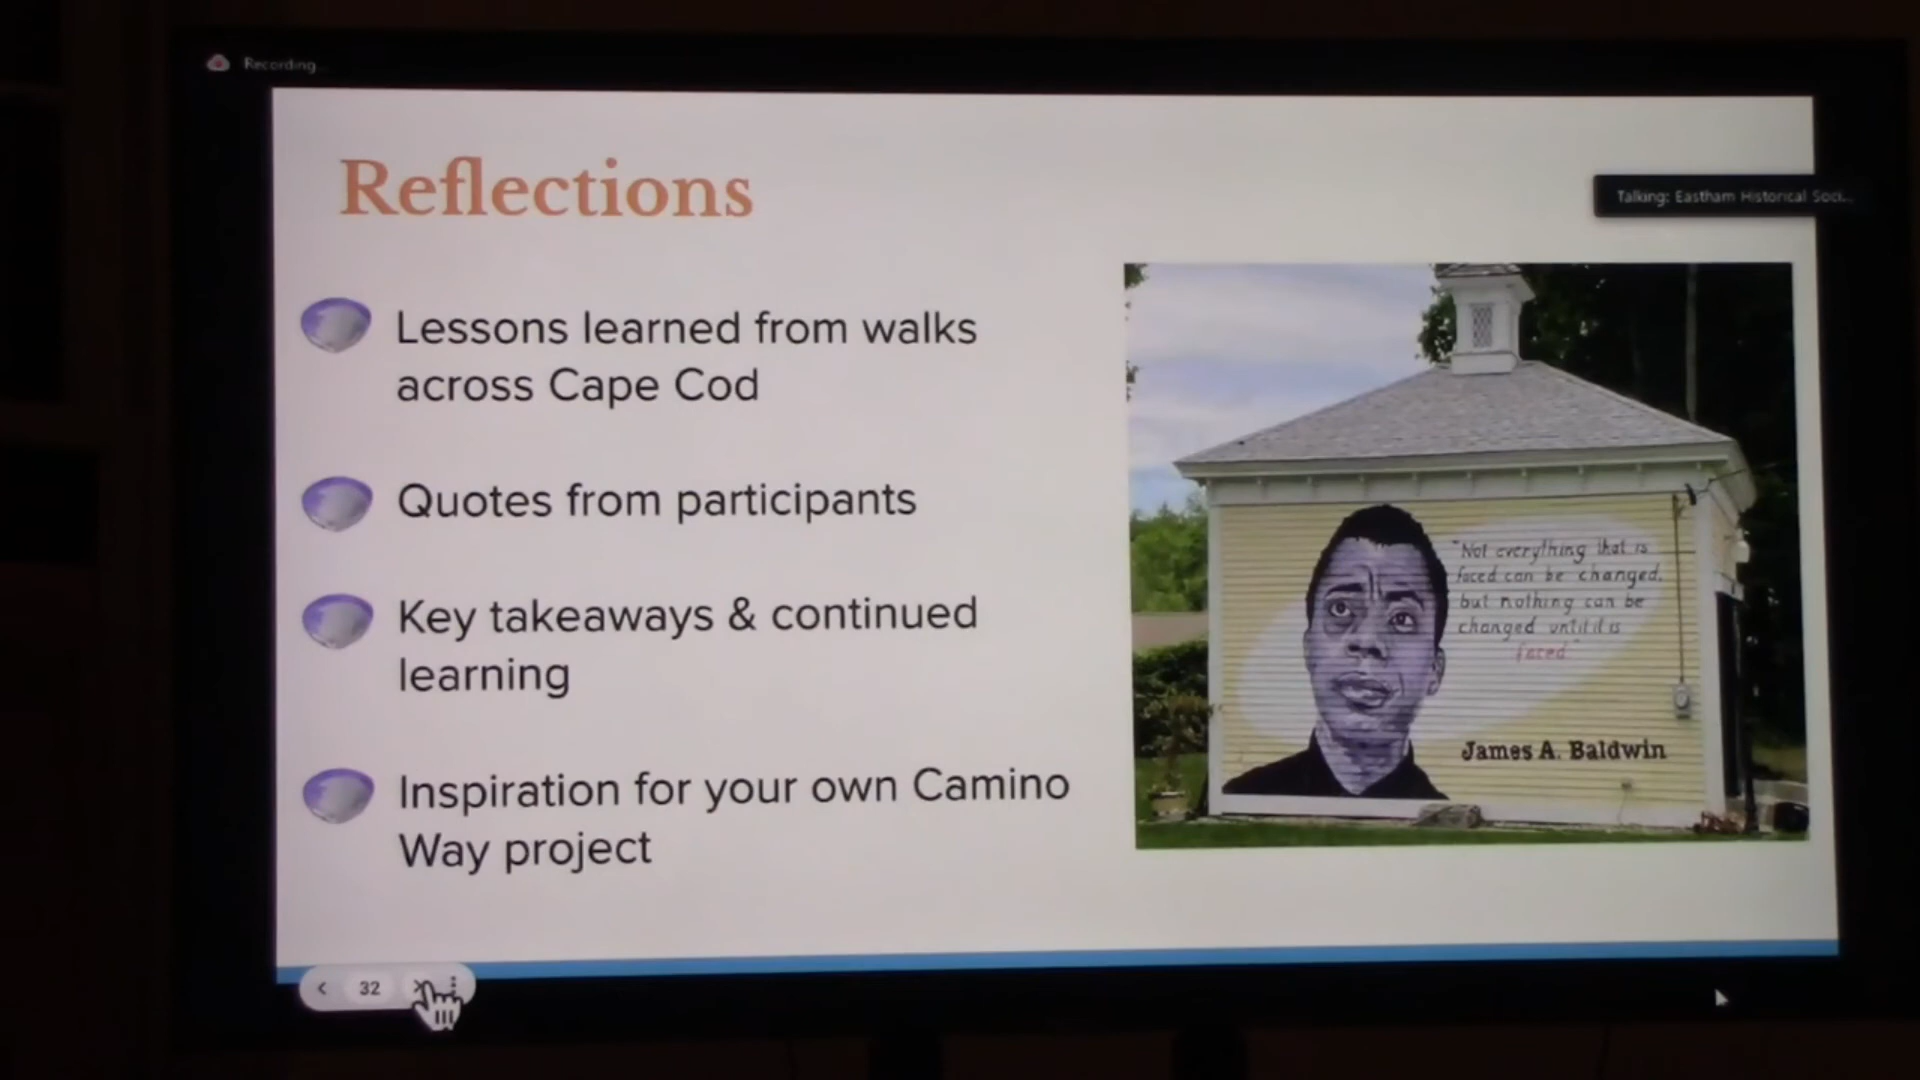 Recording...
Reflections
Talking: Eastham Historical Soci...
Lessons learned from walks
across Cape Cod
Quotes from participants
Key takeaways & continued
learning
Inspiration for your own Camino
Way project
"Not everything that is
faced can be changed,
but nothing can be
changed until it is
faced"
James A. Baldwin
32